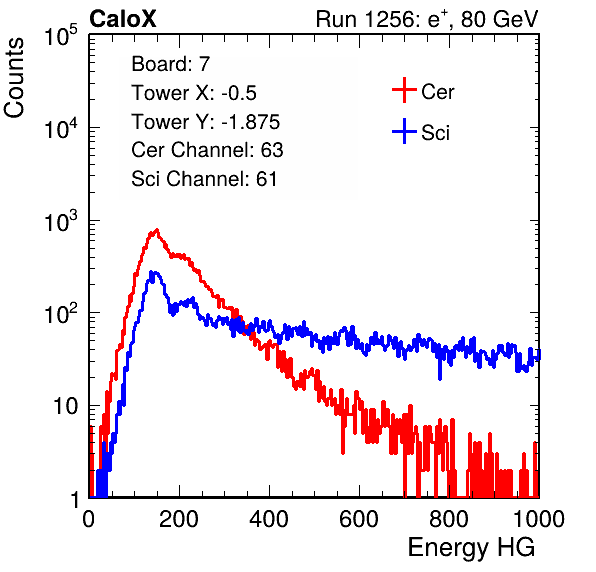 CaloX Run 1256: e⁺, 80 GeV
Counts
10⁵
10⁴
10³
10²
10
1
Board: 7
Tower X: -0.5
Tower Y: -1.875
Cer Channel: 63
Sci Channel: 61
Cer
Sci
0 200 400 600 800 1000
Energy HG